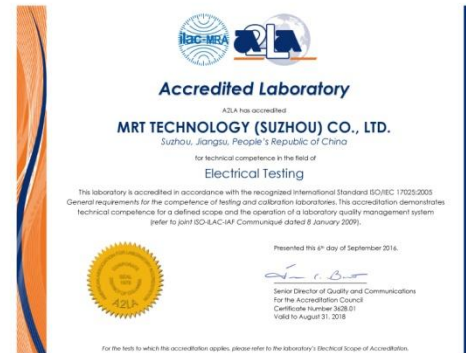 ilac-MRA
A2LA
Accredited Laboratory
A2LA has accredited
MRT TECHNOLOGY (SUZHOU) CO., LTD.
Suzhou, Jiangsu, People's Republic of China
for technical competence in the field of
Electrical Testing
This laboratory is accredited in accordance with the recognized International Standard ISO/IEC 17025:2005
General requirements for the competence of testing and calibration laboratories. This accreditation demonstrates
technical competence for a defined scope and the operation of a laboratory quality management system
(refer to joint ISO-ILAC-IAF Communiqué dated 8 January 2009).
Presented this 6th day of September 2016.
Senior Director of Quality and Communications
For the Accreditation Council
Certificate Number 3628.01
Valid to August 31, 2018
A2LA
For the tests to which this accreditation applies, please refer to the laboratory's Electrical Scope of Accreditation.